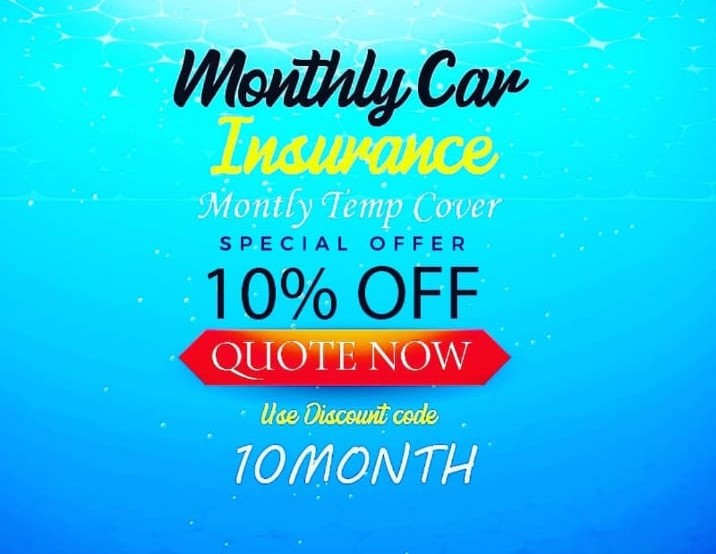 Monthly Car
Insurance
Montly Temp Cover
SPECIAL OFFER
10% OFF
QUOTE NOW
Use Discount code
10MONTH